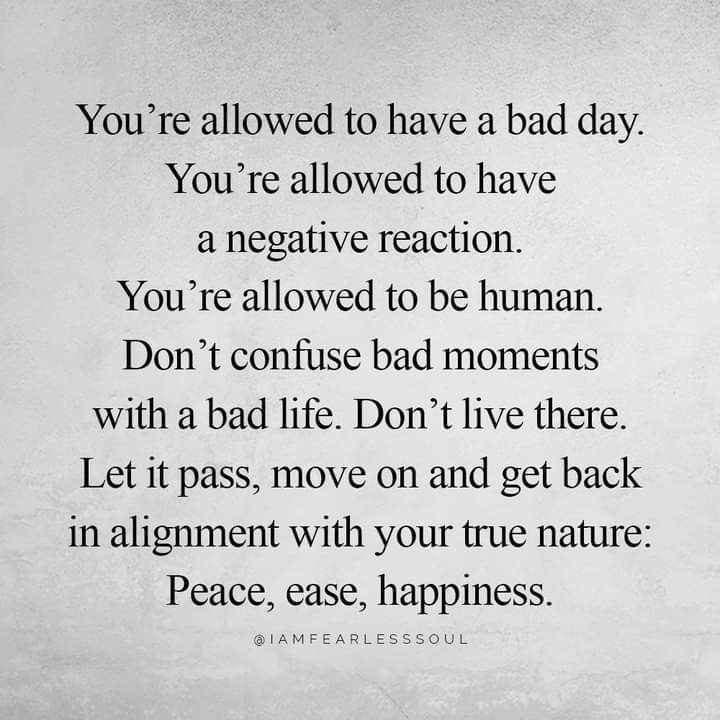 You’re allowed to have a bad day.
You’re allowed to have
a negative reaction.
You’re allowed to be human.
Don’t confuse bad moments
with a bad life. Don’t live there.
Let it pass, move on and get back
in alignment with your true nature:
Peace, ease, happiness.
@IAMFEARLESSSOUL